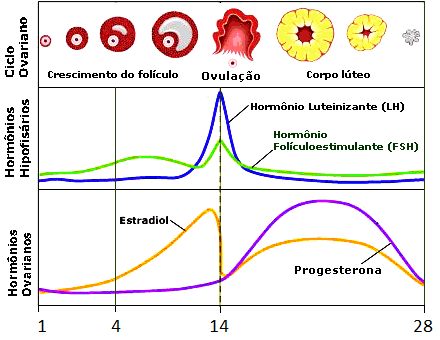 Ciclo
Ovariano
Crescimento do folículo
Ovulação
Corpo lúteo
Hormônios
Hipofisários
Hormônio Luteinizante (LH)
Hormônio
Folículoestimulante (FSH)
Hormônios
Ovarianos
Estradiol
Progesterona
1
4
14
28